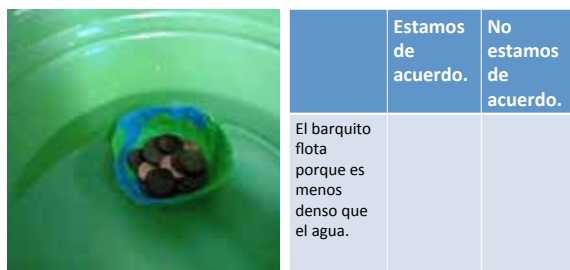 Estamos
de
acuerdo.
No
estamos
de
acuerdo.
El barquito
flota
porque es
menos
denso que
el agua.